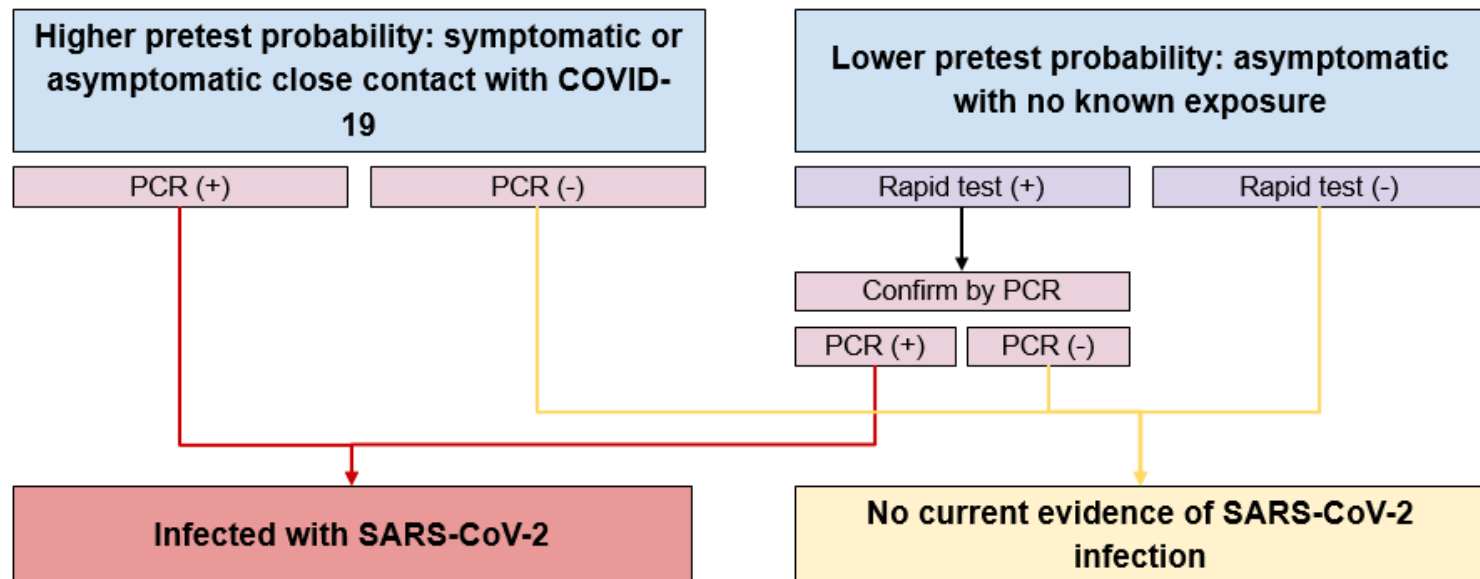 Higher pretest probability: symptomatic or
asymptomatic close contact with COVID-
19
Lower pretest probability: asymptomatic
with no known exposure
PCR (+)
PCR (-)
Rapid test (+)
Rapid test (-)
Confirm by PCR
PCR (+)
PCR (-)
Infected with SARS-CoV-2
No current evidence of SARS-CoV-2
infection